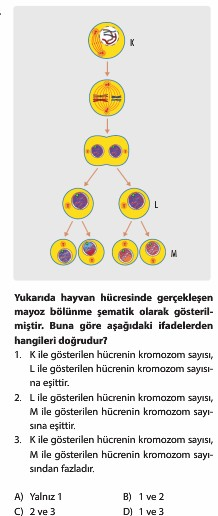 K
L
M
Yukarıda hayvan hücresinde gerçekleşen
mayoz bölünme şematik olarak gösteril-
miştir. Buna göre aşağıdaki ifadelerden
hangileri doğrudur?
1. K ile gösterilen hücrenin kromozom sayısı,
L ile gösterilen hücrenin kromozom sayısı-
na eşittir.
2. L ile gösterilen hücrenin kromozom sayısı,
M ile gösterilen hücrenin kromozom sayı-
sına eşittir.
3. K ile gösterilen hücrenin kromozom sayısı,
M ile gösterilen hücrenin kromozom sayı-
sından fazladır.
A) Yalnız 1 B) 1 ve 2
C) 2 ve 3 D) 1 ve 3